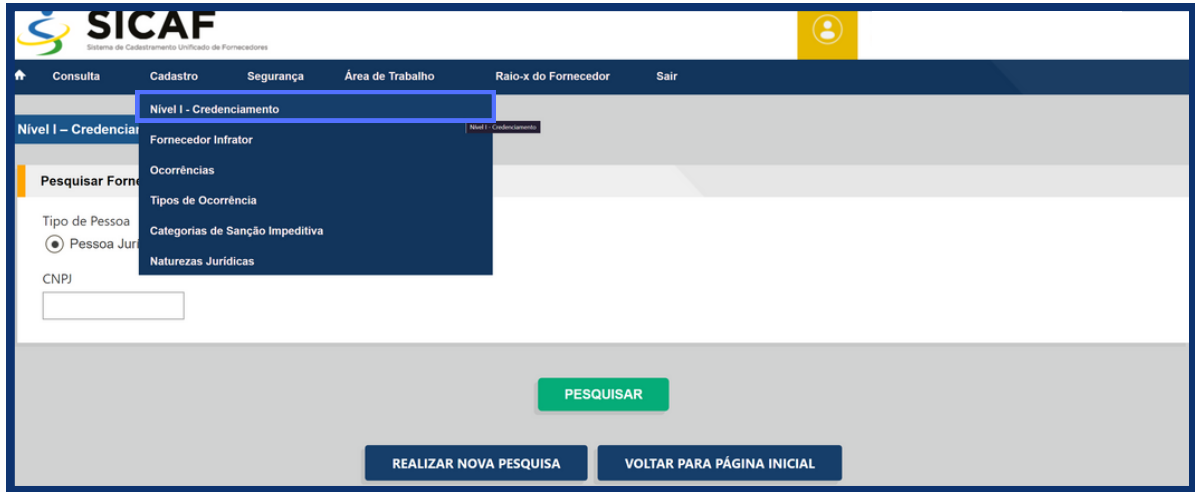 SICAF
Sistema de Cadastramento Unificado de Fornecedores
Consulta Cadastro Segurança Área de Trabalho Raio-x do Fornecedor Sair
Nível I - Credenciamento
Nível I – Credenciam
Nível I - Credenciamento
Fornecedor Infrator
Ocorrências
Pesquisar Forne
Tipos de Ocorrência
Tipo de Pessoa
Categorias de Sanção Impeditiva
Pessoa Jurí
Naturezas Jurídicas
CNPJ
PESQUISAR
REALIZAR NOVA PESQUISA VOLTAR PARA PÁGINA INICIAL